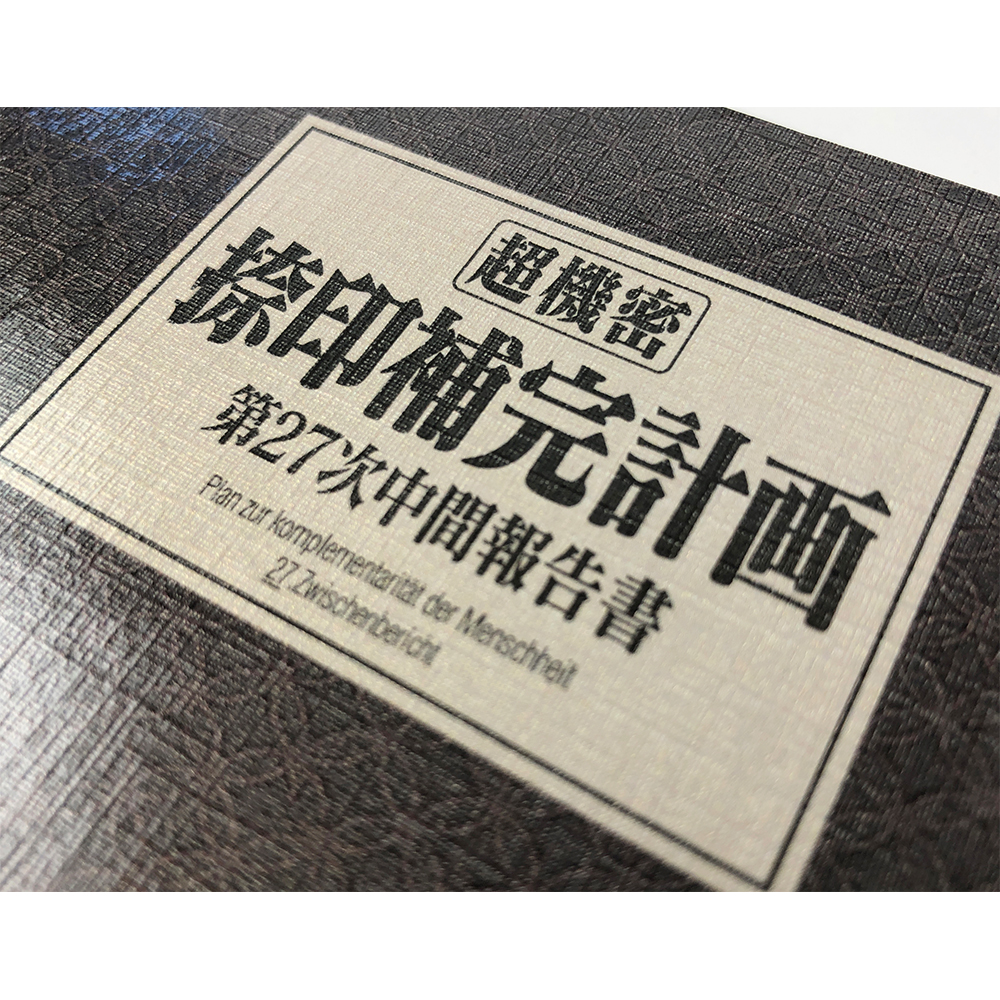 超機密
捺印補完計画
第27次中間報告書
Plan zur komplementarität der Menschheit
27.Zwischenbericht